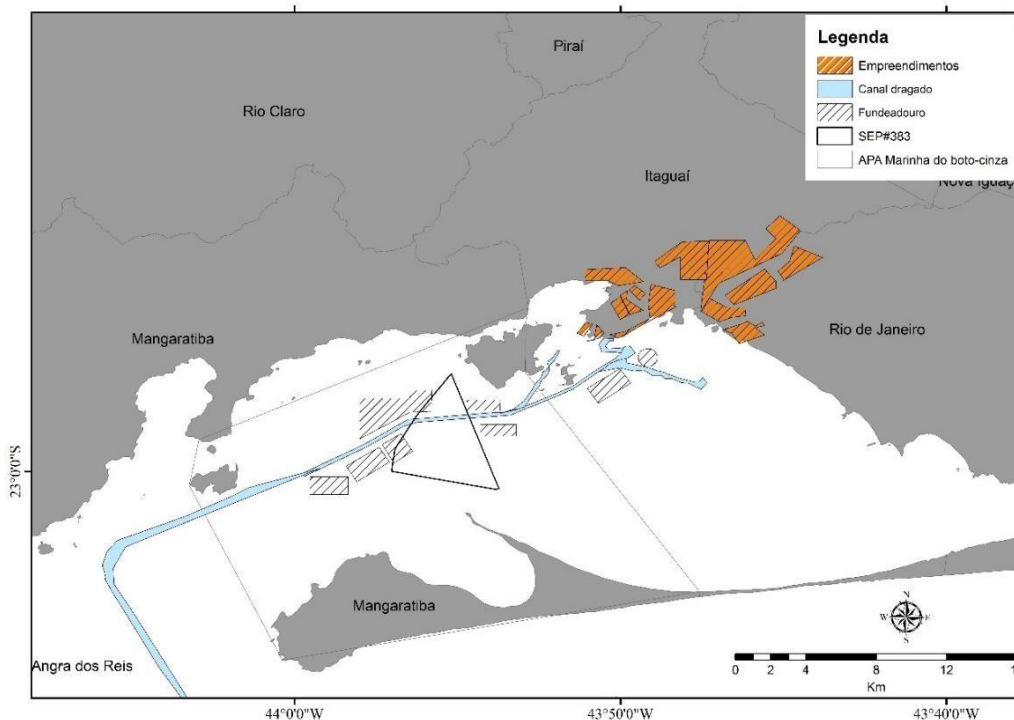 Legenda
Empreendimentos
Canal dragado
Fundeadouro
SEP#383
APA Marinha do boto-cinza
Piraí
Rio Claro
Itaguaí
Nova Iguaç
Mangaratiba
Rio de Janeiro
23°0'0"S
Mangaratiba
Angra dos Reis
N
W E
S
0 1 2 4 8 12 1
Km
44°0'0"W 43°50'0"W 43°40'0"W